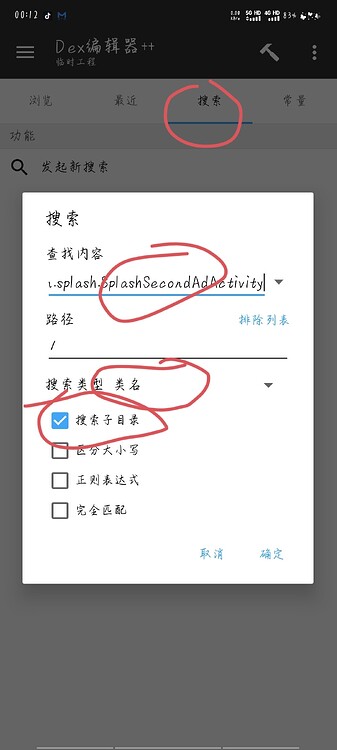 00:12
0.00 KB/s 5G HD 4G HD 83%
Dex编辑器++
临时工程
浏览 最近 搜索 常量
功能
发起新搜索
搜索
查找内容
.splash.SplashSecondAdActivity
路径 排除列表
/
搜索类型 类名
搜索子目录
区分大小写
正则表达式
完全匹配
取消 确定